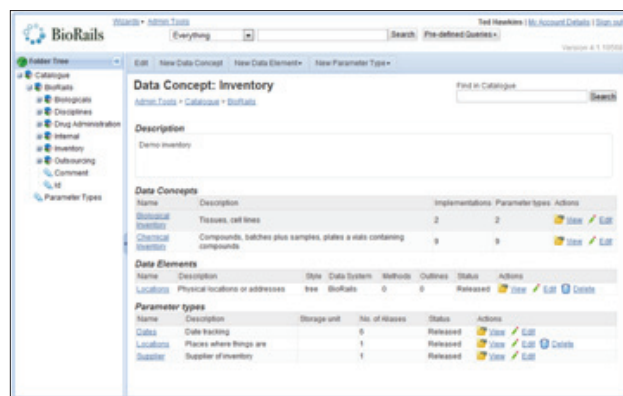 BioRails
Wizards • Admin Tools
Ted Hawkins | My Account Details | Sign out
Everything
Search
Pre-defined Queries
Version 4.1
Folder Tree
Catalogue
BioRails
Biologicals
Disciplines
Drug Administration
Internal
Inventory
Outsourcing
Comment
Id
Parameter Types
Edit New Data Concept New Data Element New Parameter Type
Data Concept: Inventory
Admin Tools • Catalogue • BioRails
Find in Catalogue
Search
Description
Demo inventory
Data Concepts
Name Description Implementations Parameter types Actions
Biological Inventory Tissues, cell lines 2 2 View Edit
Chemical Inventory Compounds, batches plus samples, plates a vials containing compounds 9 9 View Edit
Data Elements
Name Description Style Data System Methods Outlines Status Actions
Locations Physical locations or addresses tree BioRails 0 0 Released View Edit Delete
Parameter types
Name Description Storage unit No. of Aliases Status Actions
Dates Date tracking 6 Released View Edit
Locations Places where things are 1 Released View Edit Delete
Supplier Supplier of inventory 1 Released View Edit